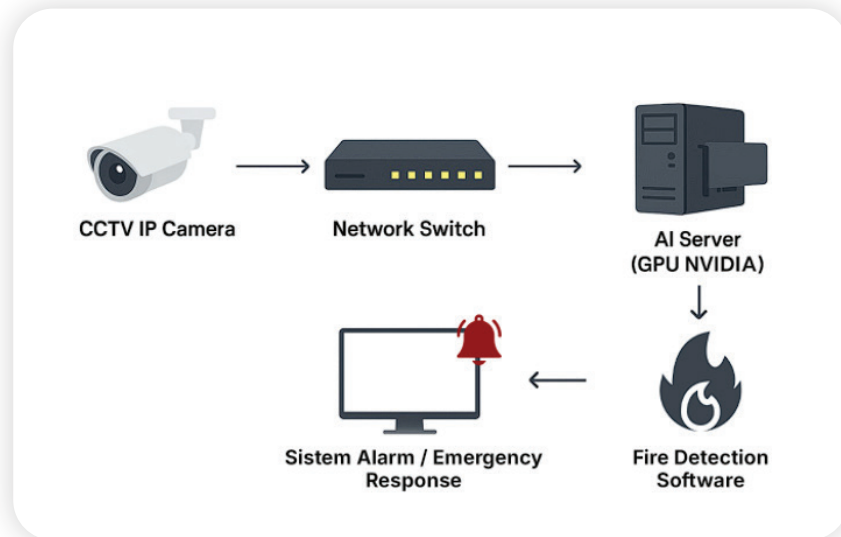 CCTV IP Camera
Network Switch
AI Server
(GPU NVIDIA)
Sistem Alarm / Emergency
Response
Fire Detection
Software